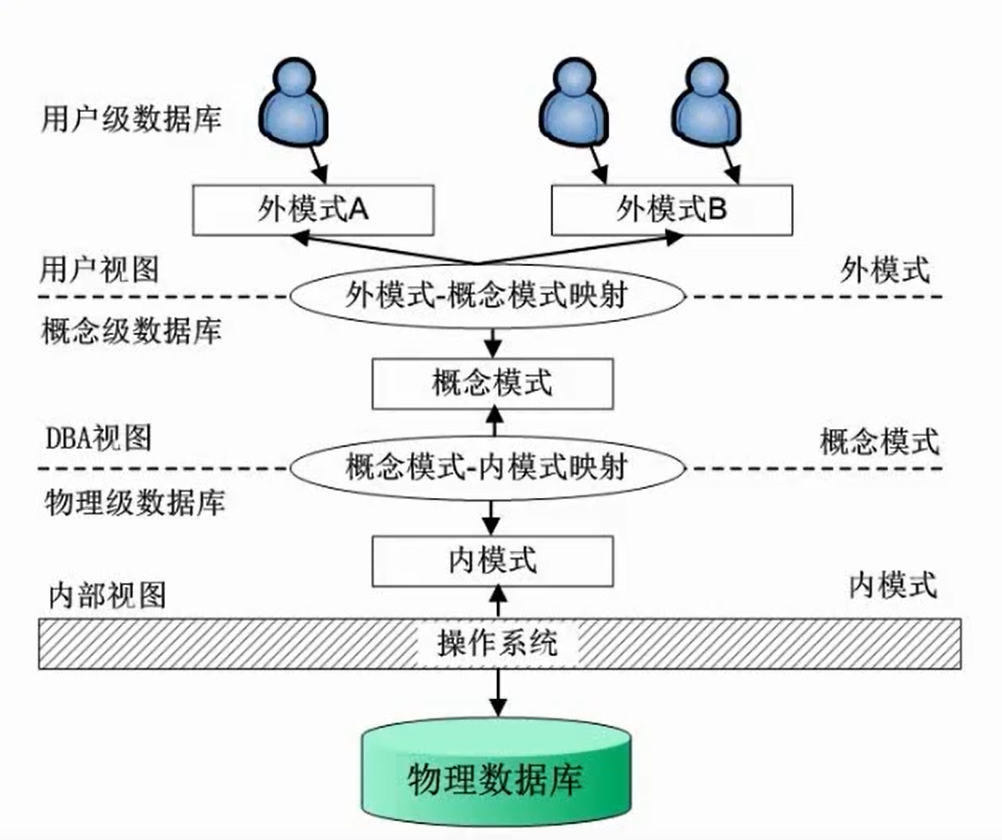 用户级数据库
外模式A
外模式B
用户视图
外模式
外模式-概念模式映射
概念级数据库
概念模式
DBA视图
概念模式
概念模式-内模式映射
物理级数据库
内模式
内部视图
内模式
操作系统
物理数据库